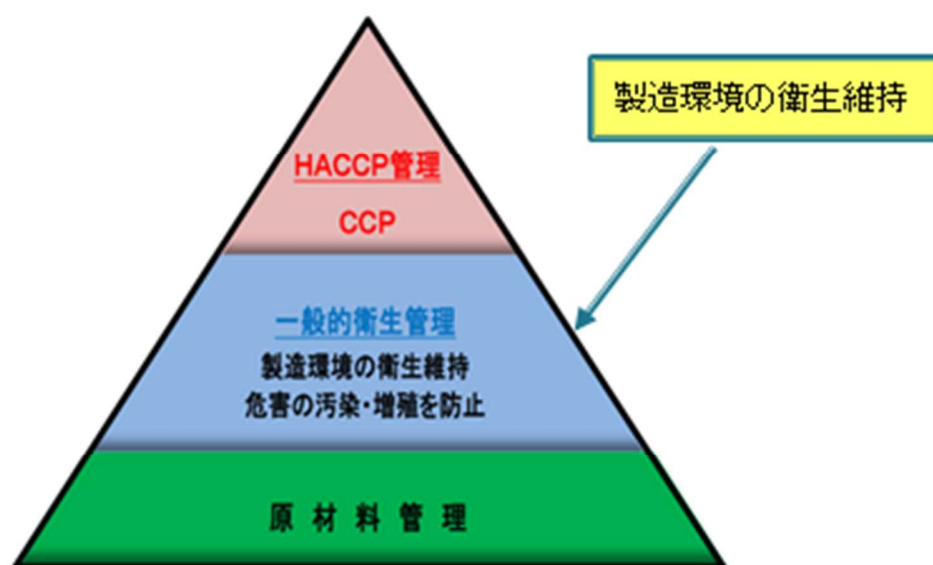 製造環境の衛生維持
HACCP管理
CCP
一般的衛生管理
製造環境の衛生維持
危害の汚染・増殖を防止
原材料管理